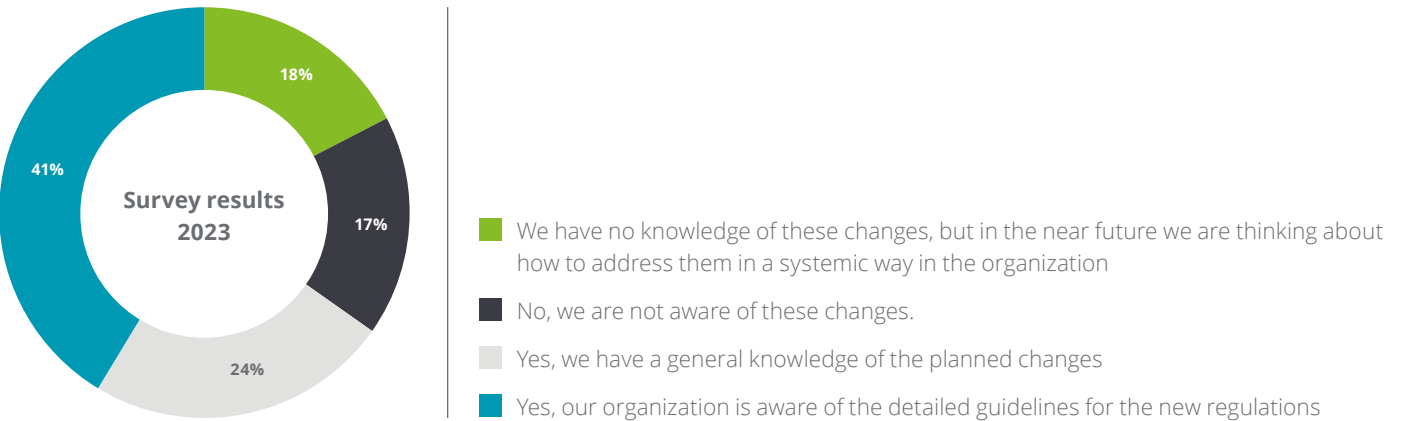 18%
41%
Survey results
2023
17%
24%
We have no knowledge of these changes, but in the near future we are thinking about
how to address them in a systemic way in the organization
No, we are not aware of these changes.
Yes, we have a general knowledge of the planned changes
Yes, our organization is aware of the detailed guidelines for the new regulations